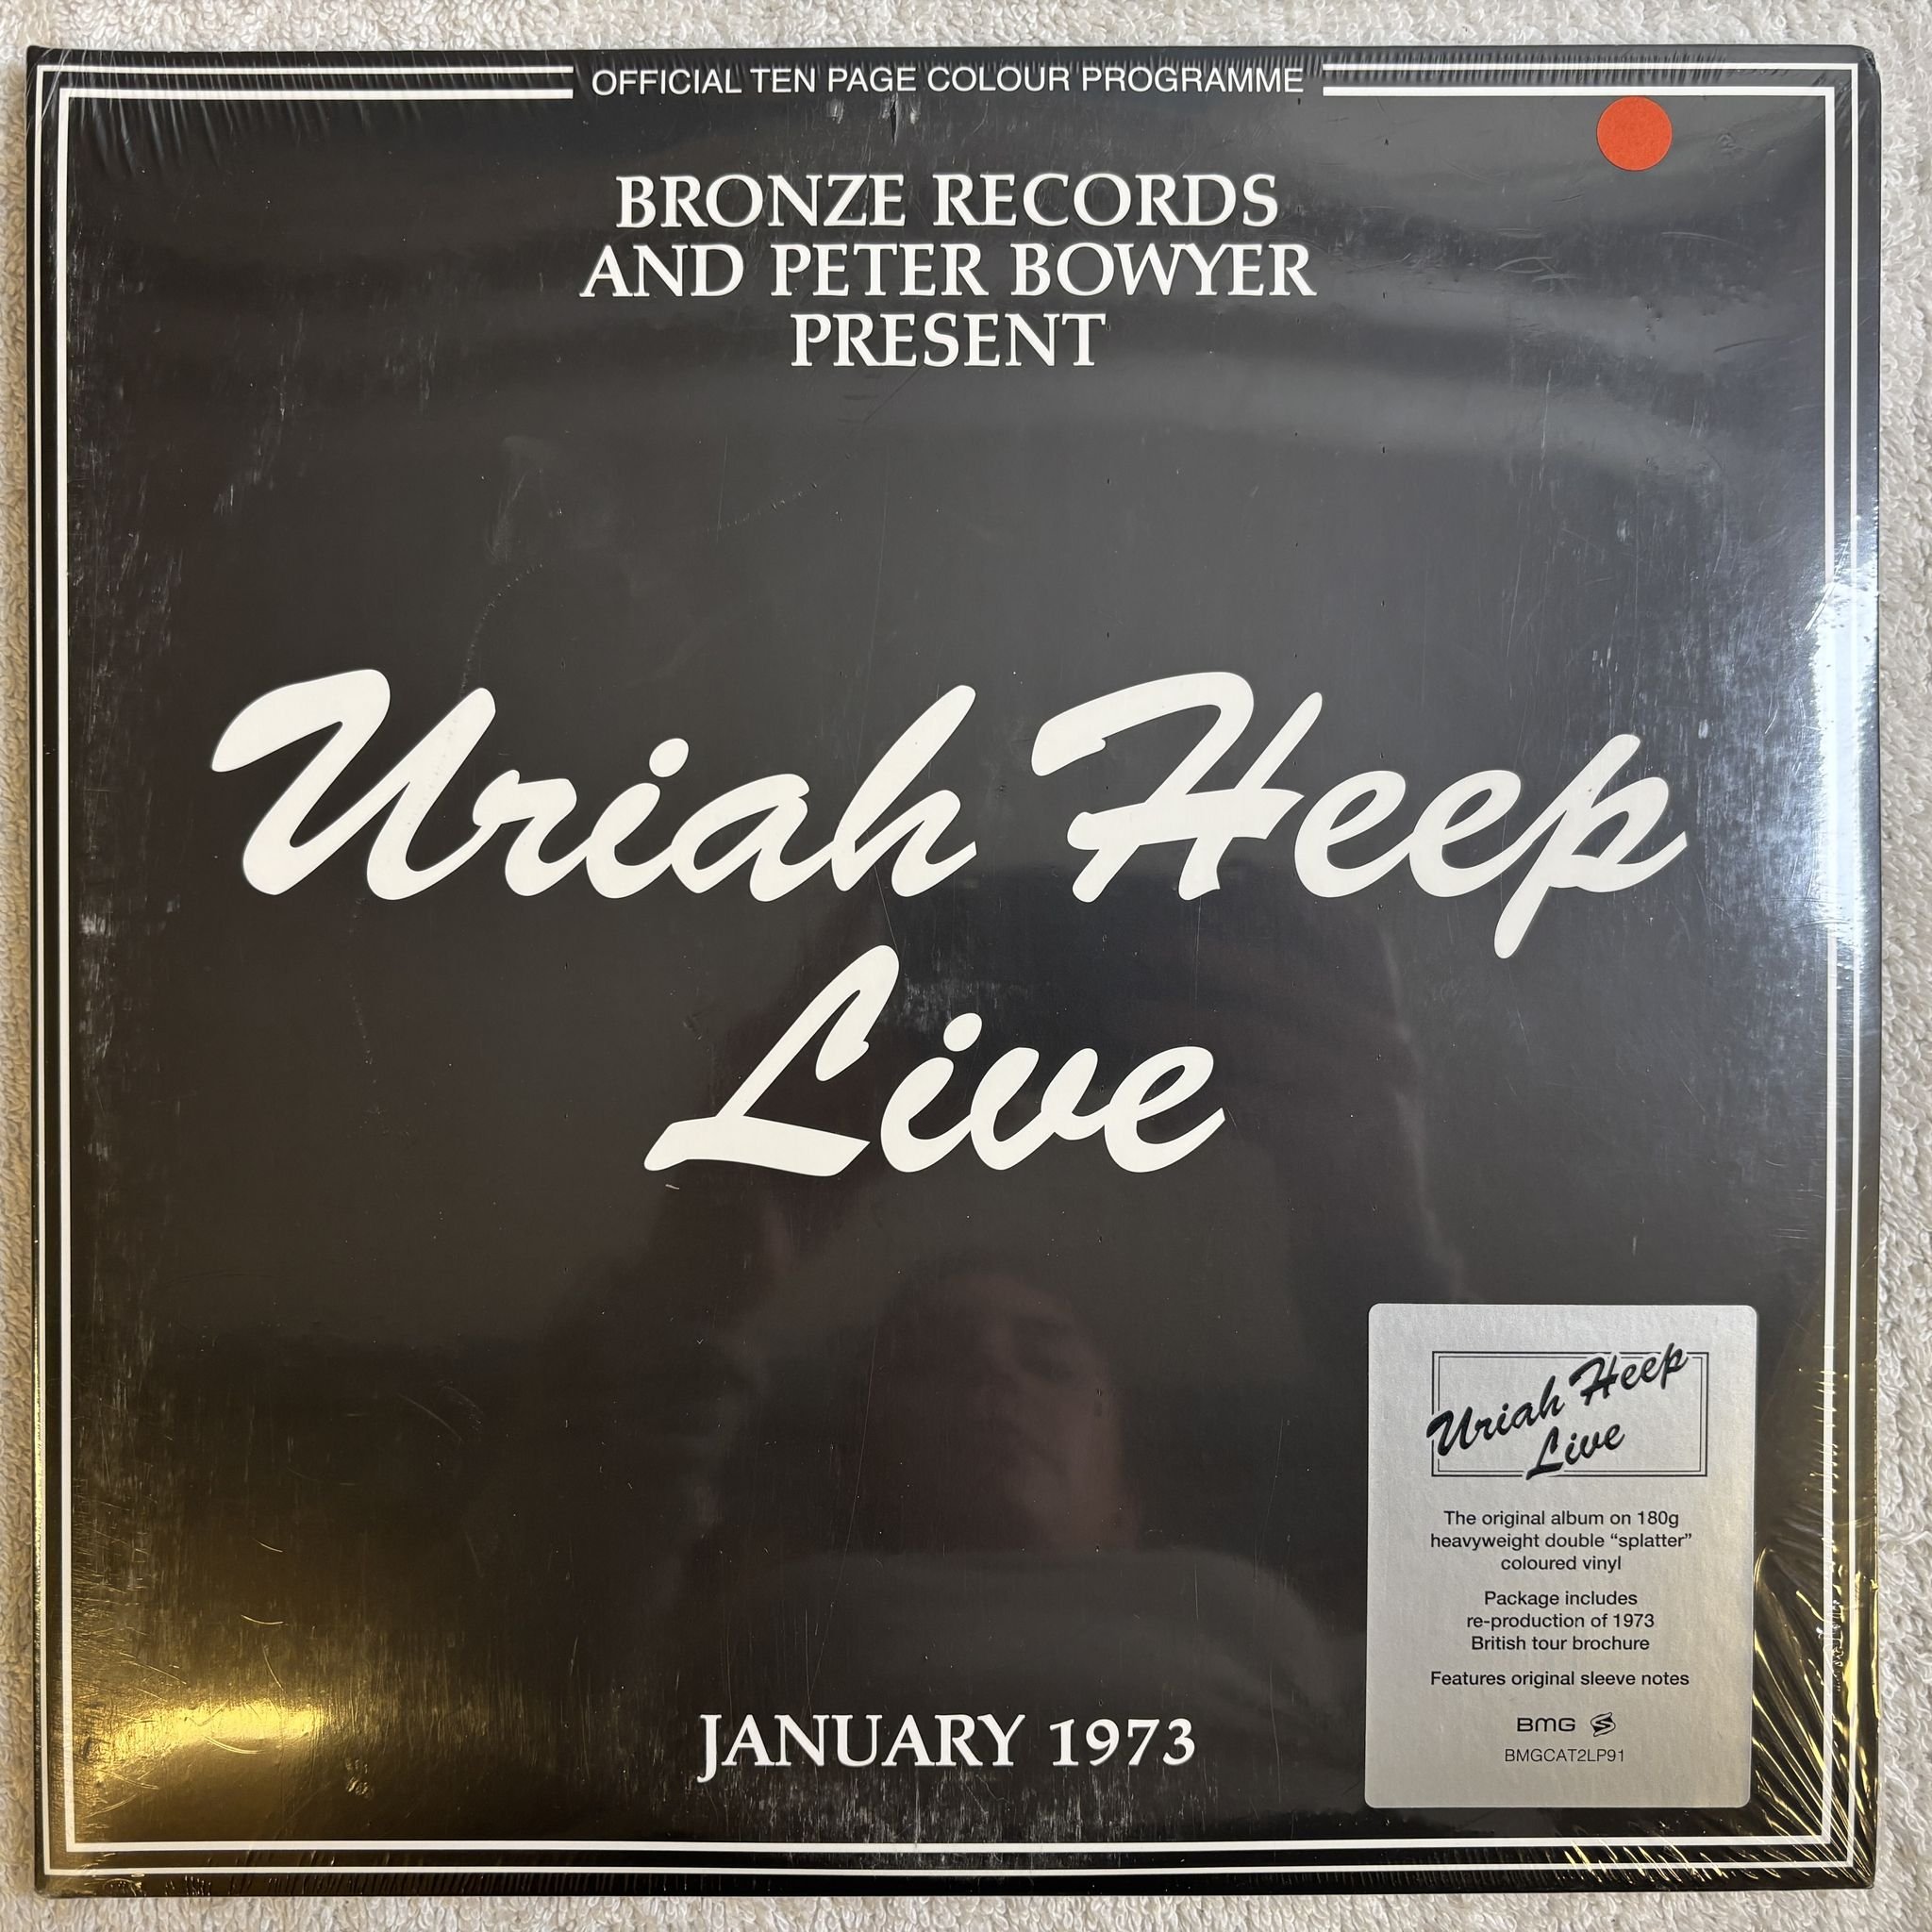 OFFICIAL TEN PAGE COLOUR PROGRAMME
BRONZE RECORDS
AND PETER BOWYER
PRESENT
Uriah Heep
Live
JANUARY 1973
Uriah Heep
Live
The original album on 180g
heavyweight double “splatter”
coloured vinyl
Package includes
re-production of 1973
British tour brochure
Features original sleeve notes
BMG
BMGCAT2LP91